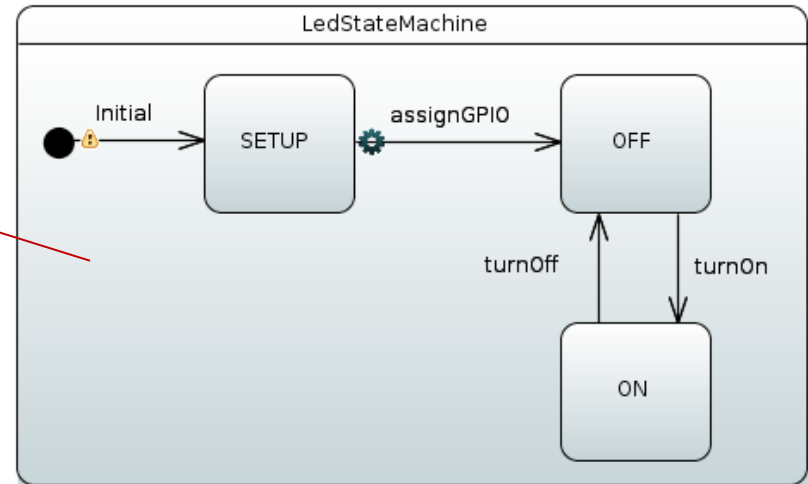 LedStateMachine
Initial
SETUP
assignGPIO
OFF
turnOff
turnOn
ON